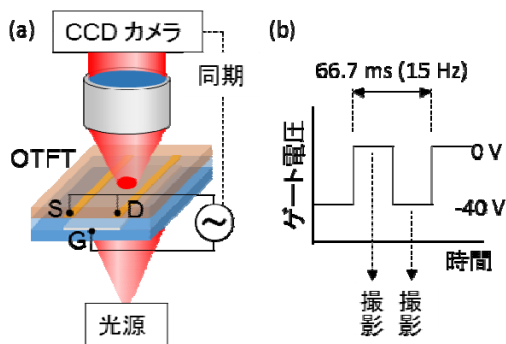 (a)
CCD カメラ
同期
OTFT
S
D
G
~
光源
(b)
66.7 ms (15 Hz)
ゲート電圧
0 V
-40 V
時間
撮影
撮影